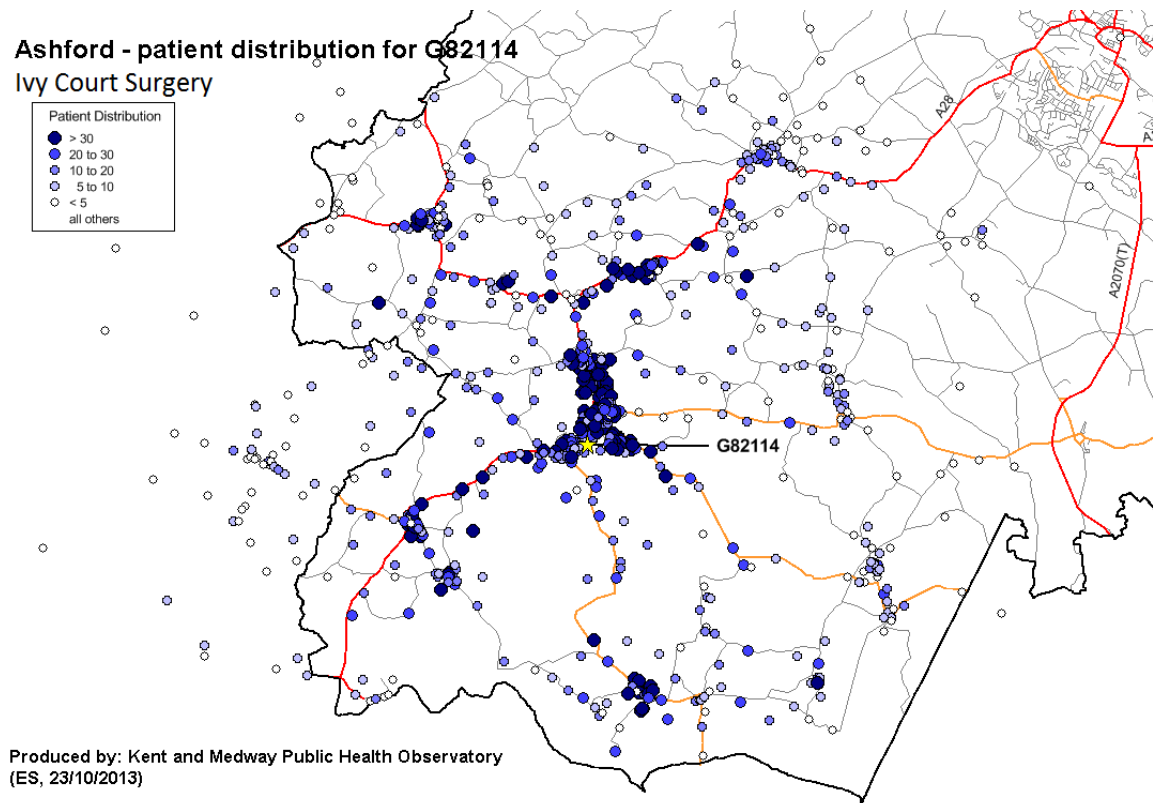 Ashford - patient distribution for G82114
Ivy Court Surgery
Patient Distribution
> 30
20 to 30
10 to 20
5 to 10
< 5
all others
A28
A2070(T)
G82114
Produced by: Kent and Medway Public Health Observatory
(ES, 23/10/2013)